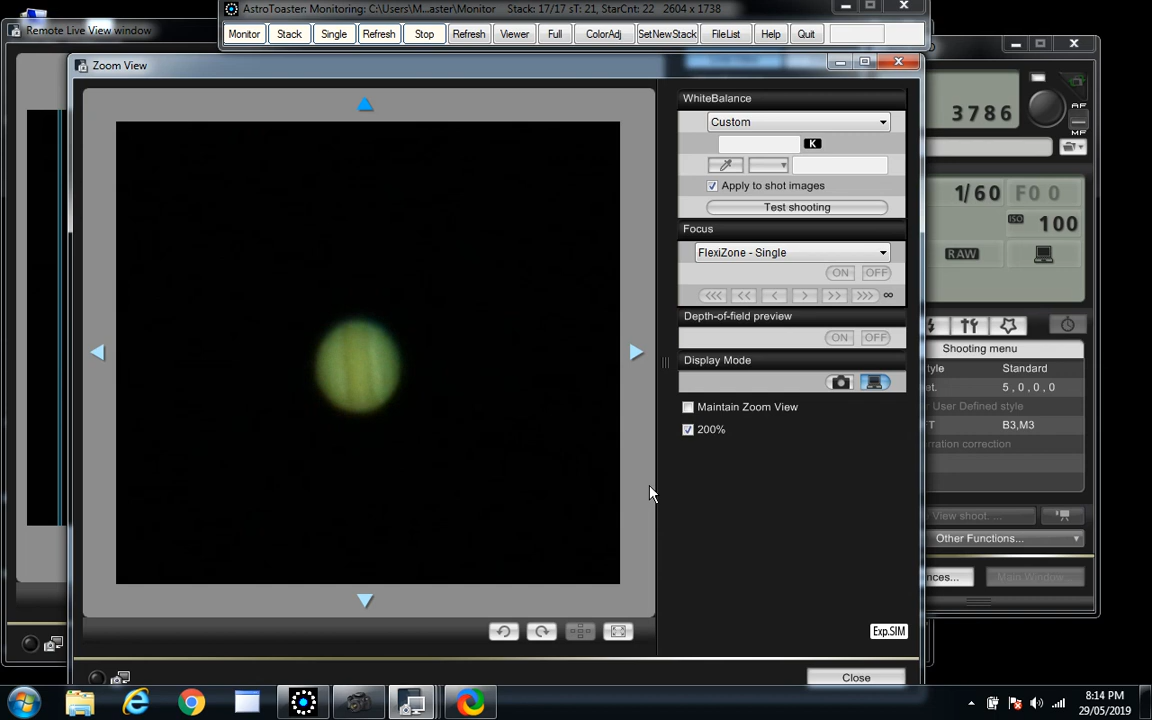 AstroToaster: Monitoring: C:\Users\M...aster\Monitor Stack: 17/17 sT: 21, StarCnt: 22 2604 x 1738
Remote Live View window
Monitor Stack Single Refresh Stop Refresh Viewer Full ColorAdj SetNewStack FileList Help Quit
Zoom View
WhiteBalance
Custom
K
Apply to shot images
Test shooting
Focus
FlexiZone - Single
ON OFF
∞
Depth-of-field preview
ON OFF
Display Mode
Maintain Zoom View
200%
Exp.SIM
Close
3786
AF
MF
1/60 F0 0
ISO 100
RAW
Shooting menu
tyle Standard
et. 5 , 0 , 0 , 0
User Defined style
T B3,M3
rration correction
View shoot. ...
Other Functions...
nces... Main Window...
8:14 PM
29/05/2019